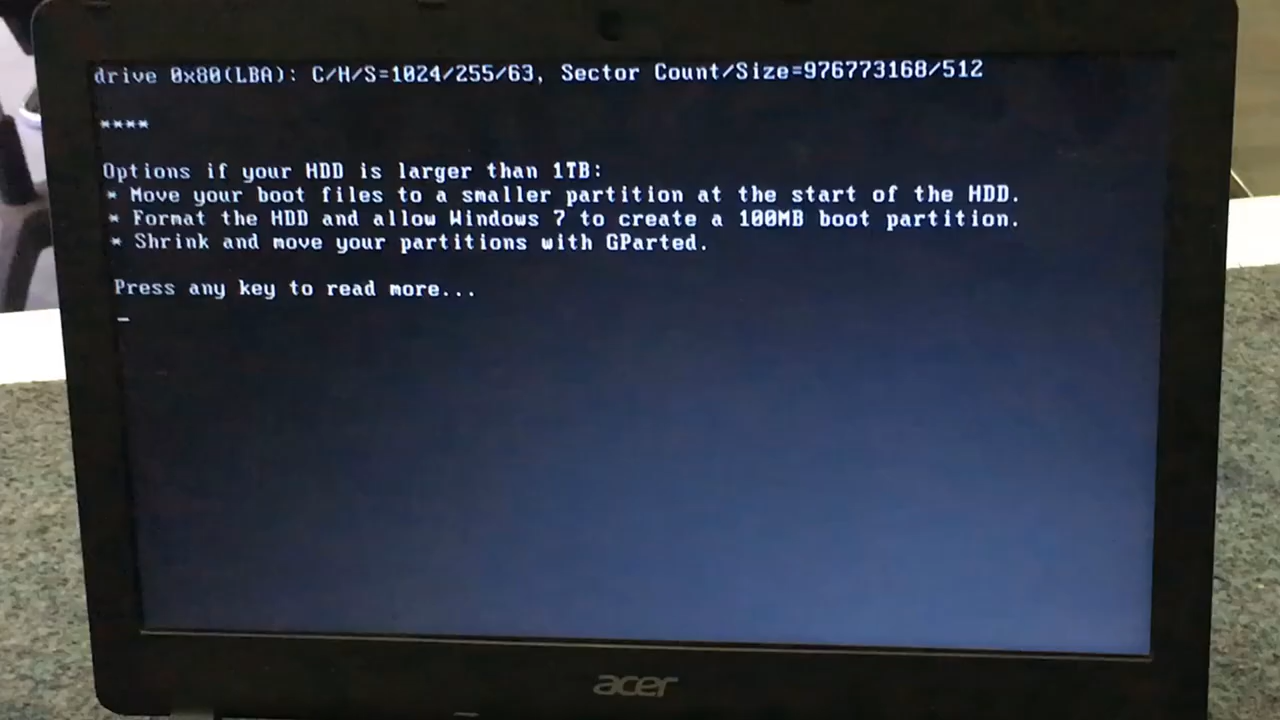 drive 0x80(LBA): C/H/S=1024/255/63, Sector Count/Size=976773168/512
****
Options if your HDD is larger than 1TB:
* Move your boot files to a smaller partition at the start of the HDD.
* Format the HDD and allow Windows 7 to create a 100MB boot partition.
* Shrink and move your partitions with GParted.
Press any key to read more...
_
acer